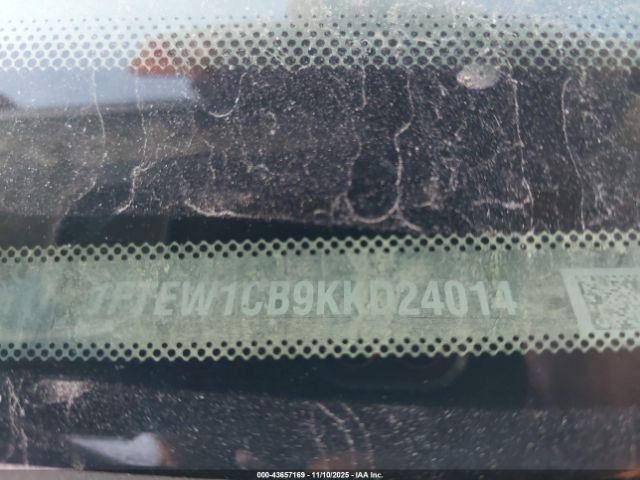 1FTEW1CB9KKD24014
000-43657169 - 11/10/2025 - IAA Inc.